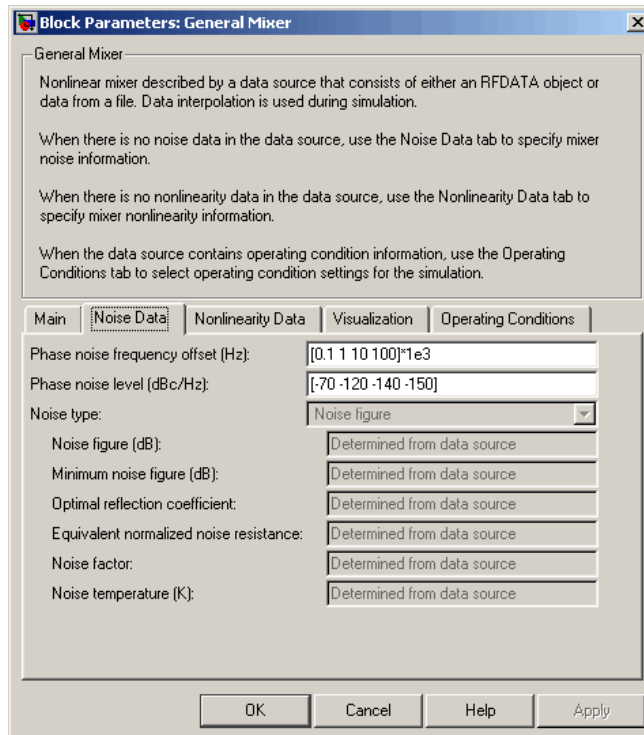 Block Parameters: General Mixer
General Mixer
Nonlinear mixer described by a data source that consists of either an RFDATA object or
data from a file. Data interpolation is used during simulation.
When there is no noise data in the data source, use the Noise Data tab to specify mixer
noise information.
When there is no nonlinearity data in the data source, use the Nonlinearity Data tab to
specify mixer nonlinearity information.
When the data source contains operating condition information, use the Operating
Conditions tab to select operating condition settings for the simulation.
Main Noise Data Nonlinearity Data Visualization Operating Conditions
Phase noise frequency offset (Hz): [0.1 1 10 100]*1e3
Phase noise level (dBc/Hz): [-70 -120 -140 -150]
Noise type: Noise figure
Noise figure (dB): Determined from data source
Minimum noise figure (dB): Determined from data source
Optimal reflection coefficient: Determined from data source
Equivalent normalized noise resistance: Determined from data source
Noise factor: Determined from data source
Noise temperature (K): Determined from data source
OK Cancel Help Apply